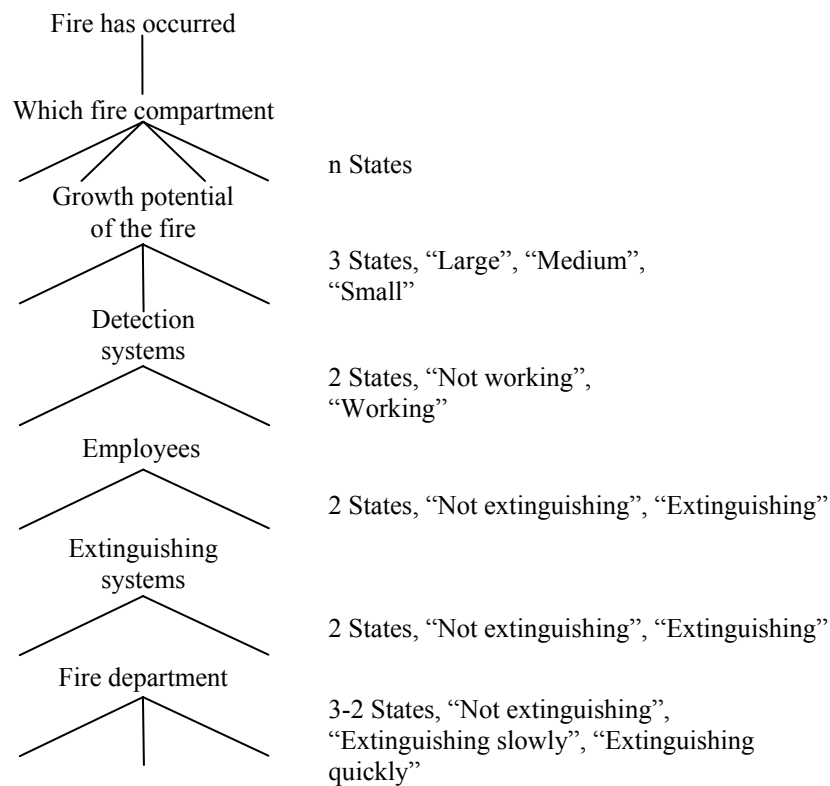 Fire has occurred
Which fire compartment
n States
Growth potential
of the fire
3 States, “Large”, “Medium”,
“Small”
Detection
systems
2 States, “Not working”,
“Working”
Employees
2 States, “Not extinguishing”, “Extinguishing”
Extinguishing
systems
2 States, “Not extinguishing”, “Extinguishing”
Fire department
3-2 States, “Not extinguishing”,
“Extinguishing slowly”, “Extinguishing
quickly”